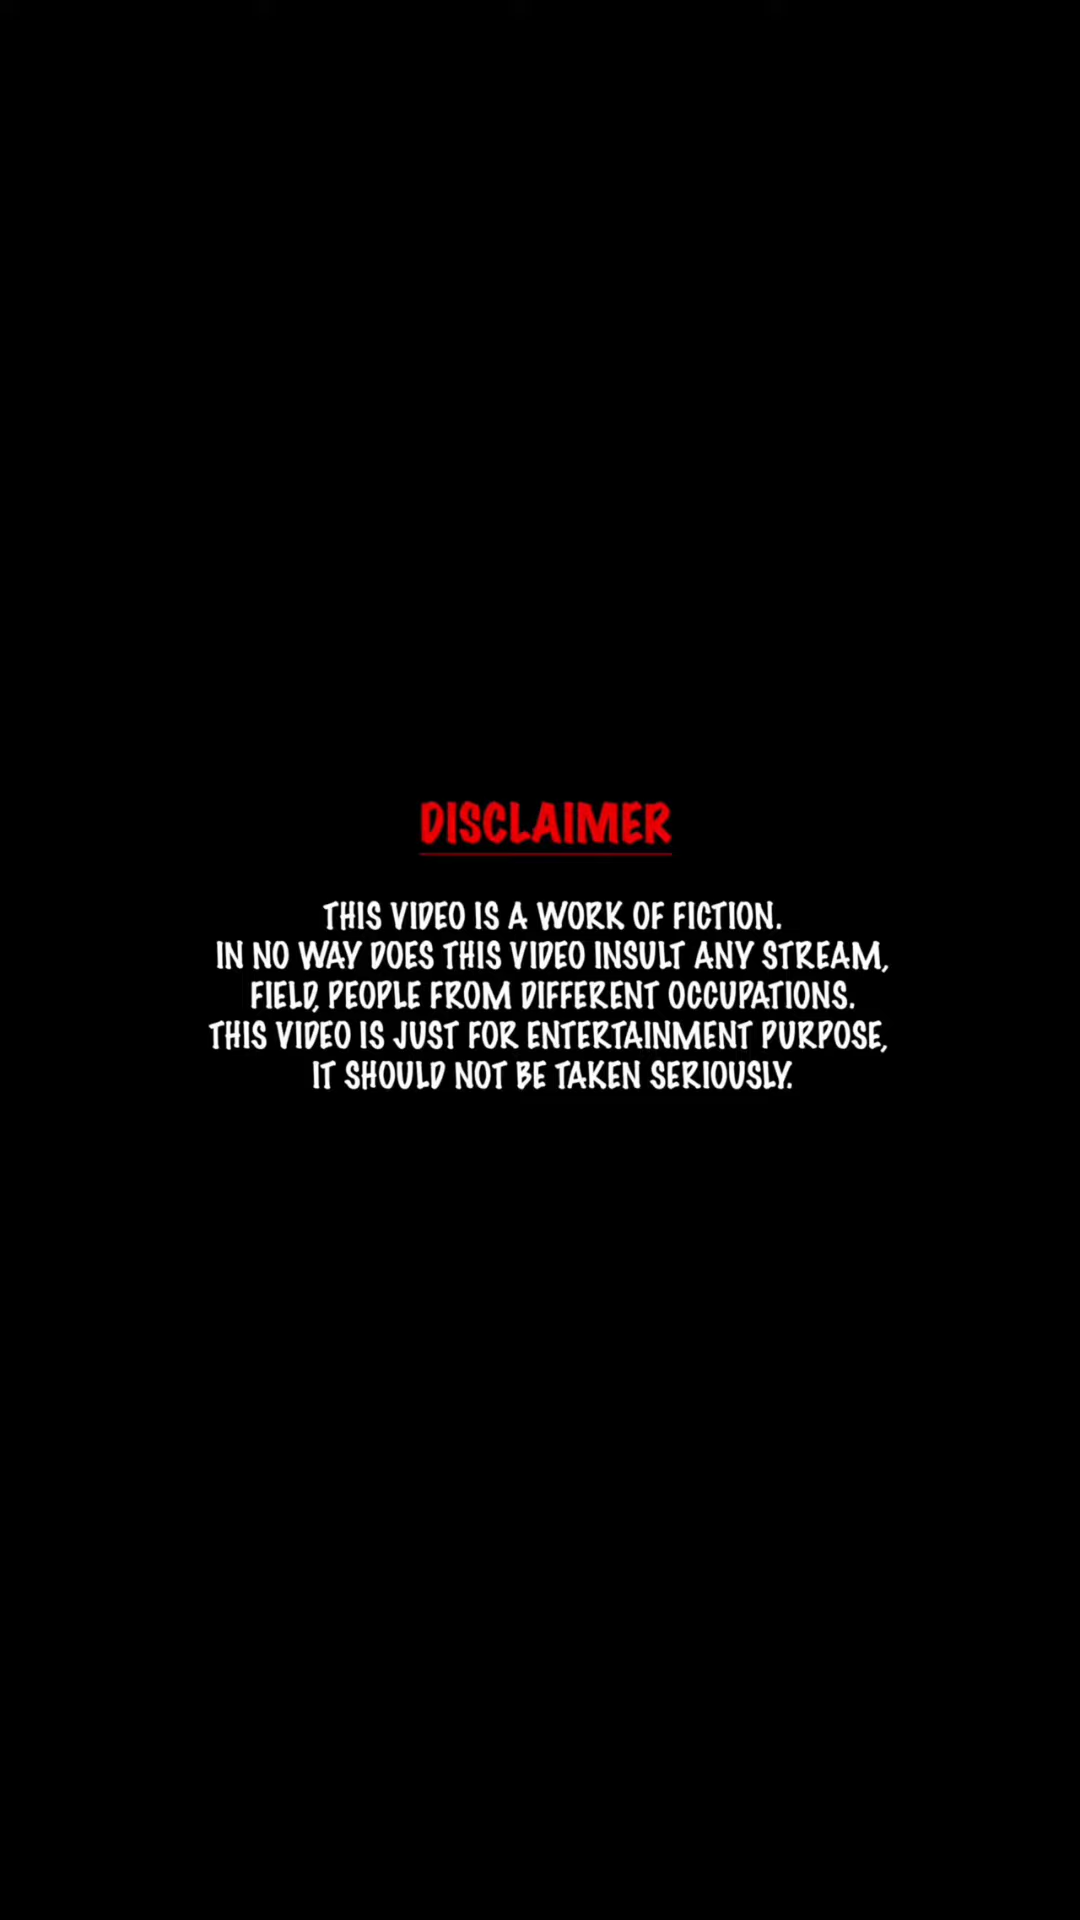 DISCLAIMER
THIS VIDEO IS A WORK OF FICTION.
IN NO WAY DOES THIS VIDEO INSULT ANY STREAM,
FIELD, PEOPLE FROM DIFFERENT OCCUPATIONS.
THIS VIDEO IS JUST FOR ENTERTAINMENT PURPOSE,
IT SHOULD NOT BE TAKEN SERIOUSLY.